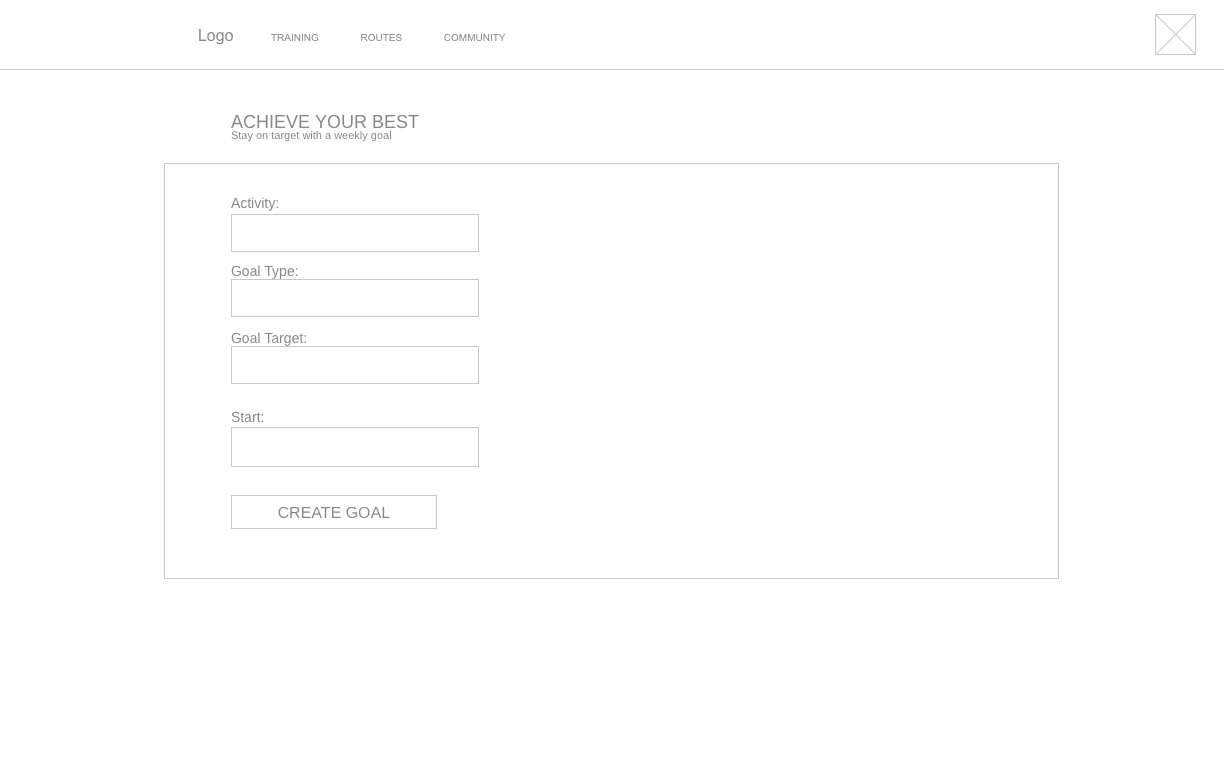 Logo TRAINING ROUTES COMMUNITY
ACHIEVE YOUR BEST
Stay on target with a weekly goal
Activity:
Goal Type:
Goal Target:
Start:
CREATE GOAL